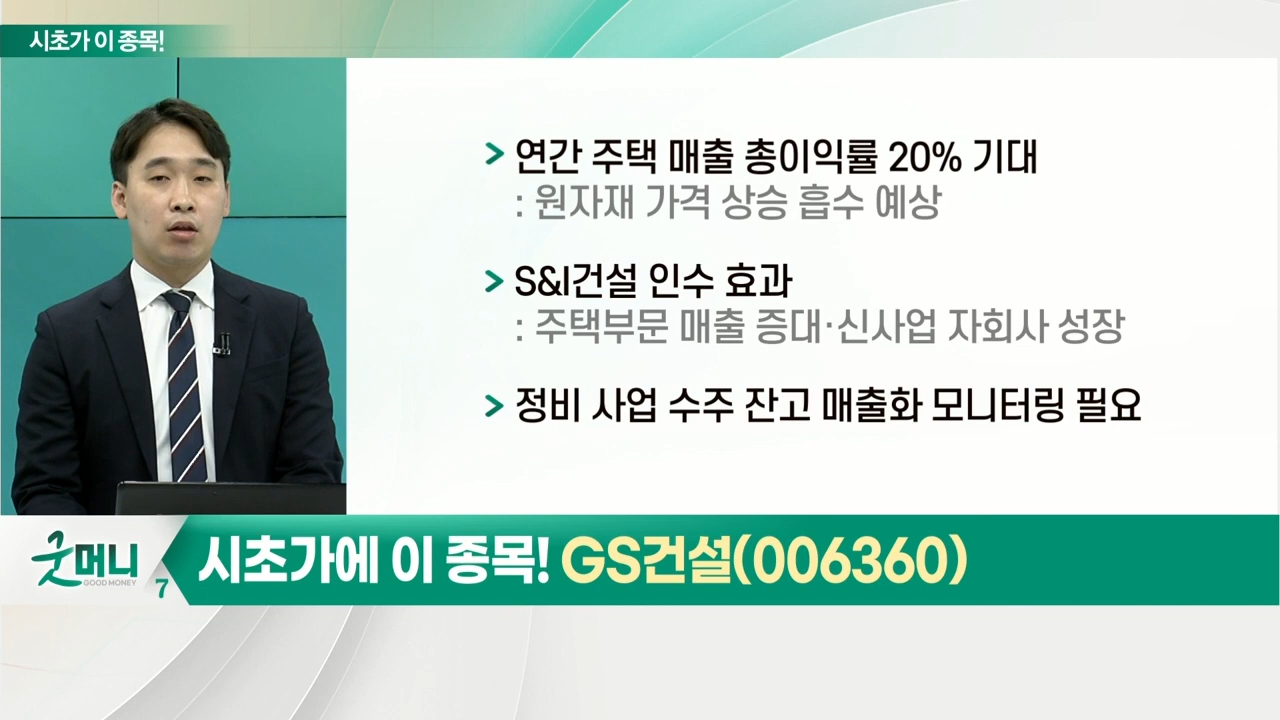 시초가 이 종목!
> 연간 주택 매출 총이익률 20% 기대
: 원자재 가격 상승 흡수 예상
> S&I건설 인수 효과
: 주택부문 매출 증대·신사업 자회사 성장
> 정비 사업 수주 잔고 매출화 모니터링 필요
굿머니
GOOD MONEY
7
시초가에 이 종목! GS건설(006360)